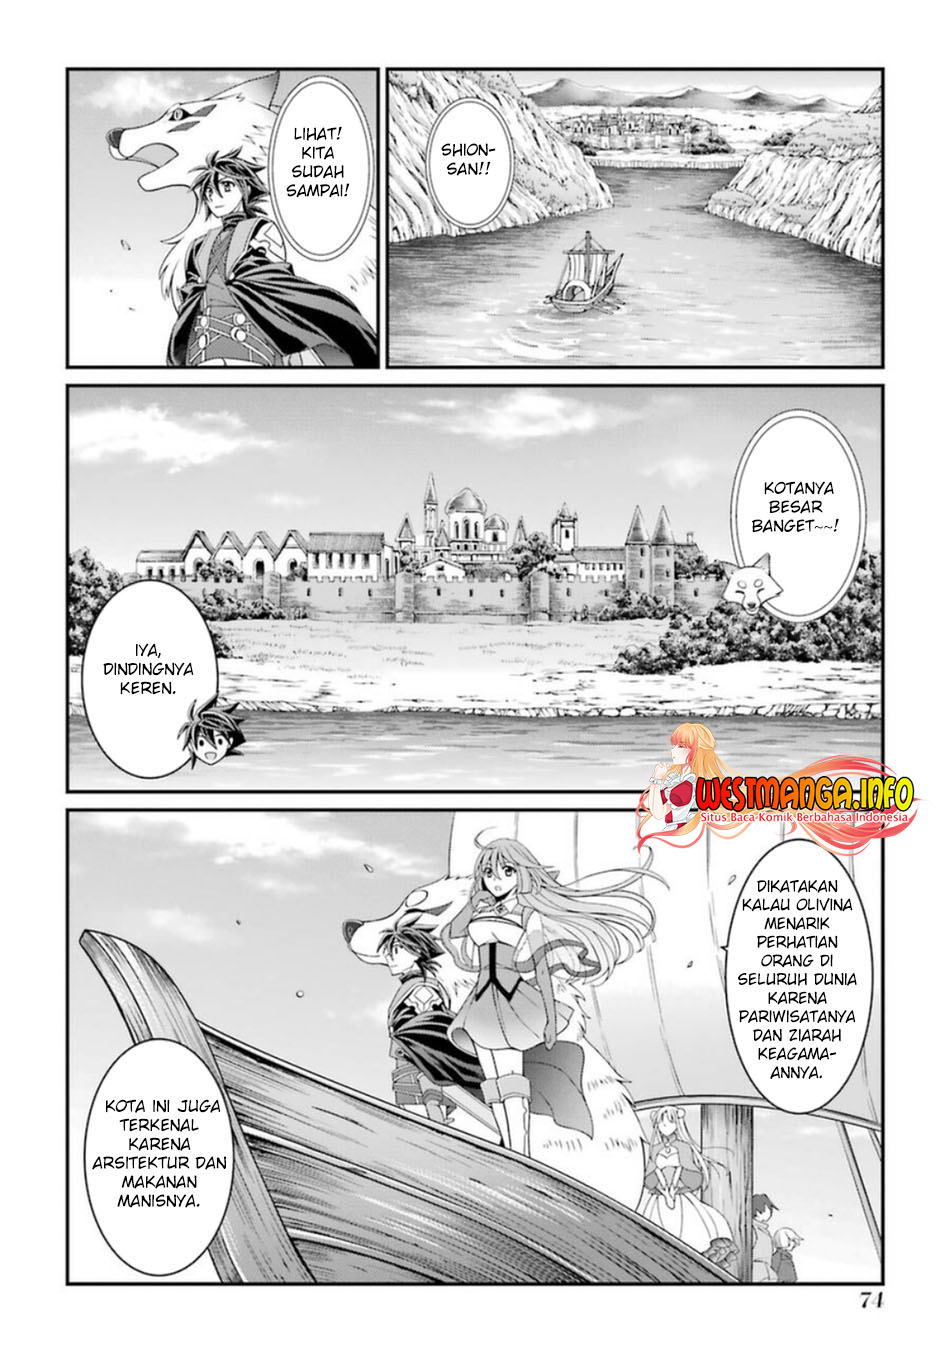 SHION-
SAN!!
LIHAT!
KITA
SUDAH
SAMPAI!
KOTANYA
BESAR
BANGET~~!
IYA,
DINDINGNYA
KEREN.
WESTMANGA.INFO
Situs Baca Komik Berbahasa Indonesia
DIKATAKAN
KALAU OLIVINA
MENARIK
PERHATIAN
ORANG DI
SELURUH DUNIA
KARENA
PARIWISATANYA
DAN ZIARAH
KEAGAMA-
ANNYA.
KOTA INI JUGA
TERKENAL
KARENA
ARSITEKTUR DAN
MAKANAN
MANISNYA.
74